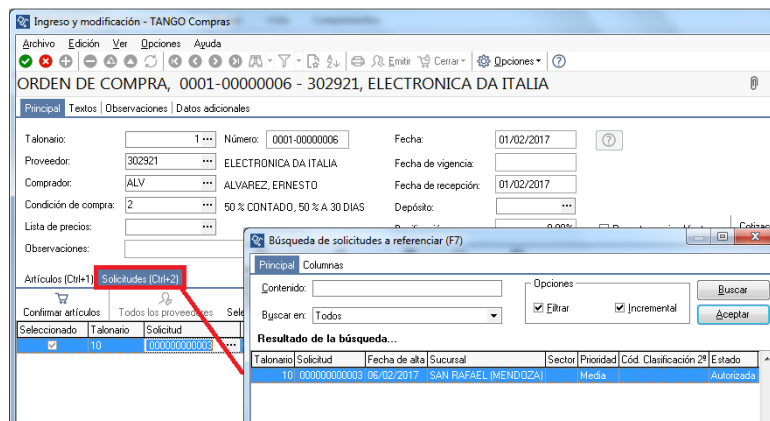 Ingreso y modificación - TANGO Compras
Archivo Edición Ver Opciones Ayuda
Emitir Cerrar Opciones
ORDEN DE COMPRA, 0001-00000006 - 302921, ELECTRONICA DA ITALIA
Principal Textos Observaciones Datos adicionales
Talonario: 1 Número: 0001-00000006 Fecha: 01/02/2017
Proveedor: 302921 ELECTRONICA DA ITALIA Fecha de vigencia:
Comprador: ALV ALVAREZ, ERNESTO Fecha de recepción: 01/02/2017
Condición de compra: 2 50 % CONTADO, 50 % A 30 DIAS Depósito:
Lista de precios:
Observaciones:
Artículos (Ctrl+1) Solicitudes (Ctrl+2)
Confirmar artículos Todos los proveedores
Seleccionado Talonario Solicitud
10 000000000003
Búsqueda de solicitudes a referenciar (F7)
Principal Columnas
Contenido: Opciones Buscar
Buscar en: Todos Filtrar Incremental Aceptar
Resultado de la búsqueda...
Talonario Solicitud Fecha de alta Sucursal Sector Prioridad Cód. Clasificación 2ª Estado
10 000000000003 06/02/2017 SAN RAFAEL (MENDOZA) Media Autorizada